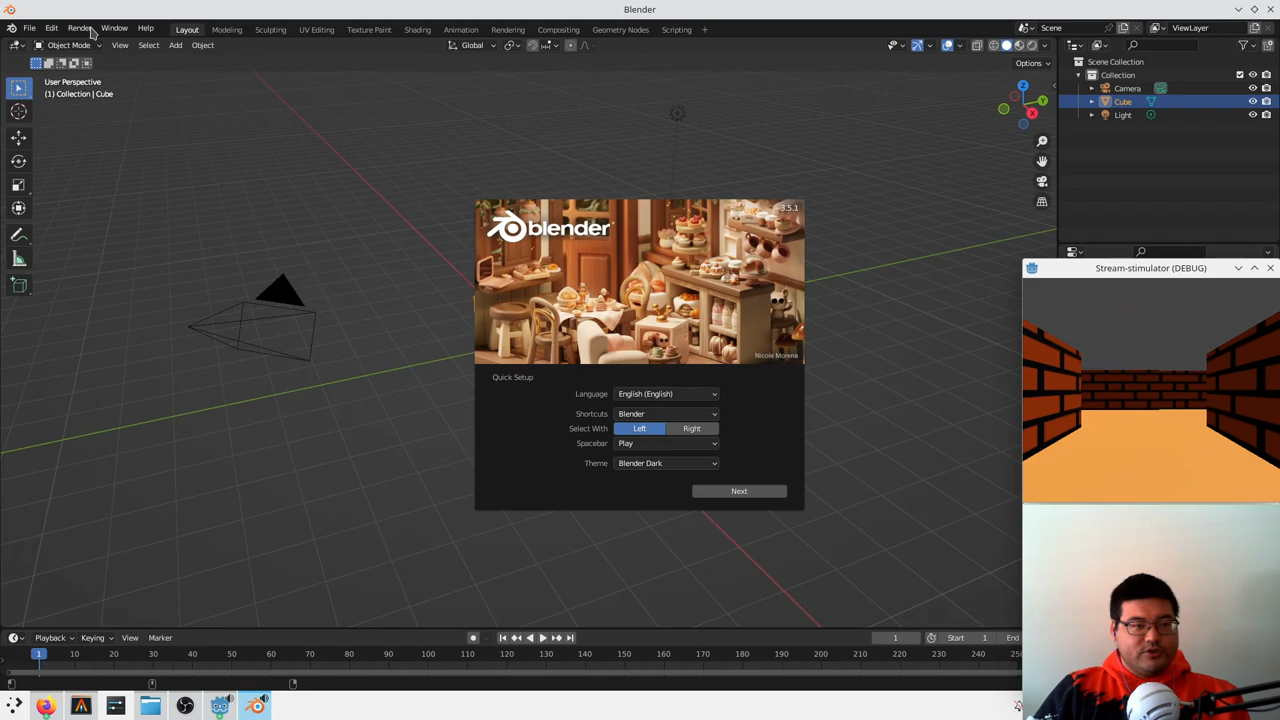 Blender
File Edit Render Window Help Layout Modeling Sculpting UV Editing Texture Paint Shading Animation Rendering Compositing Geometry Nodes Scripting + Scene ViewLayer
Object Mode View Select Add Object Global
Options
User Perspective
(1) Collection | Cube
Z
Y
X
Scene Collection
Collection
Camera
Cube
Light
blender
3.5.1
Nicole Morena
Quick Setup
Language English (English)
Shortcuts Blender
Select With Left Right
Spacebar Play
Theme Blender Dark
Next
Stream-stimulator (DEBUG)
Playback Keying View Marker 1 Start 1 End
1 10 20 30 40 50 60 70 80 90 100 110 120 130 140 150 160 170 180 190 200 210 220 230 240